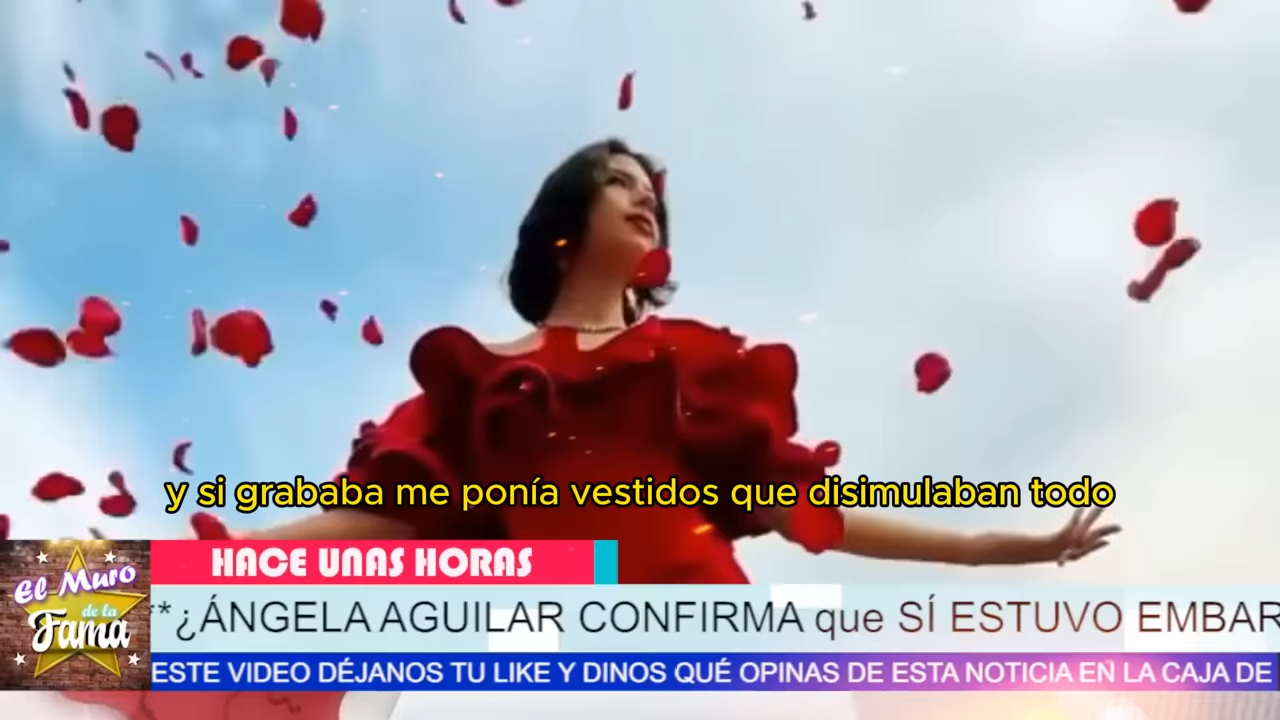 y si grababa me ponía vestidos que disimulaban todo
HACE UNAS HORAS
El Muro
de la
Fama
**¿ÁNGELA AGUILAR CONFIRMA que SÍ ESTUVO EMBAR
ESTE VIDEO DÉJANOS TU LIKE Y DINOS QUÉ OPINAS DE ESTA NOTICIA EN LA CAJA DE